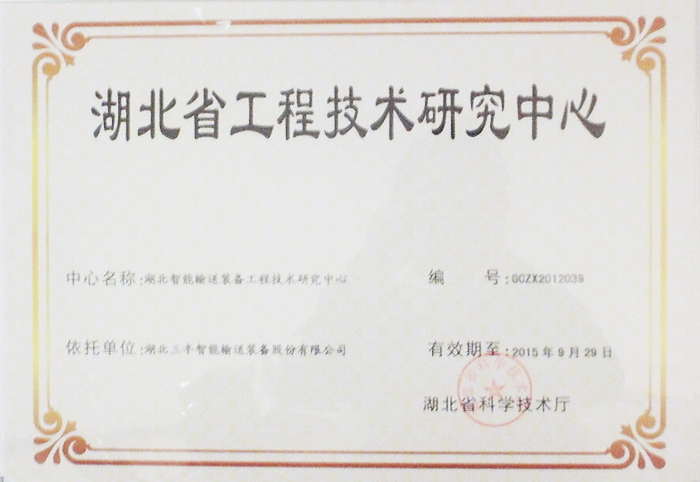 湖北省工程技术研究中心
中心名称:湖北智能输送装备工程技术研究中心
编 号:GCZX2012039
依托单位:湖北三丰智能输送装备股份有限公司
有效期至:2015年9月29日
湖北省科学技术厅